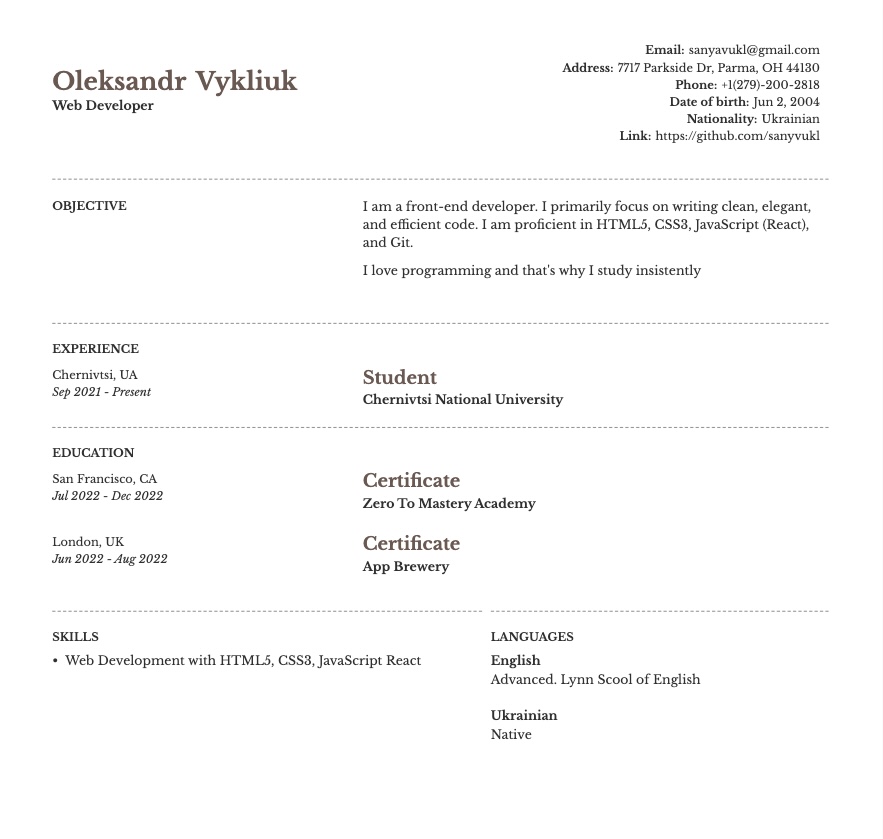 Oleksandr Vykliuk
Web Developer
Email: sanyavukl@gmail.com
Address: 7717 Parkside Dr, Parma, OH 44130
Phone: +1(279)-200-2818
Date of birth: Jun 2, 2004
Nationality: Ukrainian
Link: https://github.com/sanyvukl
OBJECTIVE
I am a front-end developer. I primarily focus on writing clean, elegant,
and efficient code. I am proficient in HTML5, CSS3, JavaScript (React),
and Git.
I love programming and that's why I study insistently
EXPERIENCE
Chernivtsi, UA
Sep 2021 - Present
Student
Chernivtsi National University
EDUCATION
San Francisco, CA
Jul 2022 - Dec 2022
Certificate
Zero To Mastery Academy
London, UK
Jun 2022 - Aug 2022
Certificate
App Brewery
SKILLS
• Web Development with HTML5, CSS3, JavaScript React
LANGUAGES
English
Advanced. Lynn Scool of English
Ukrainian
Native